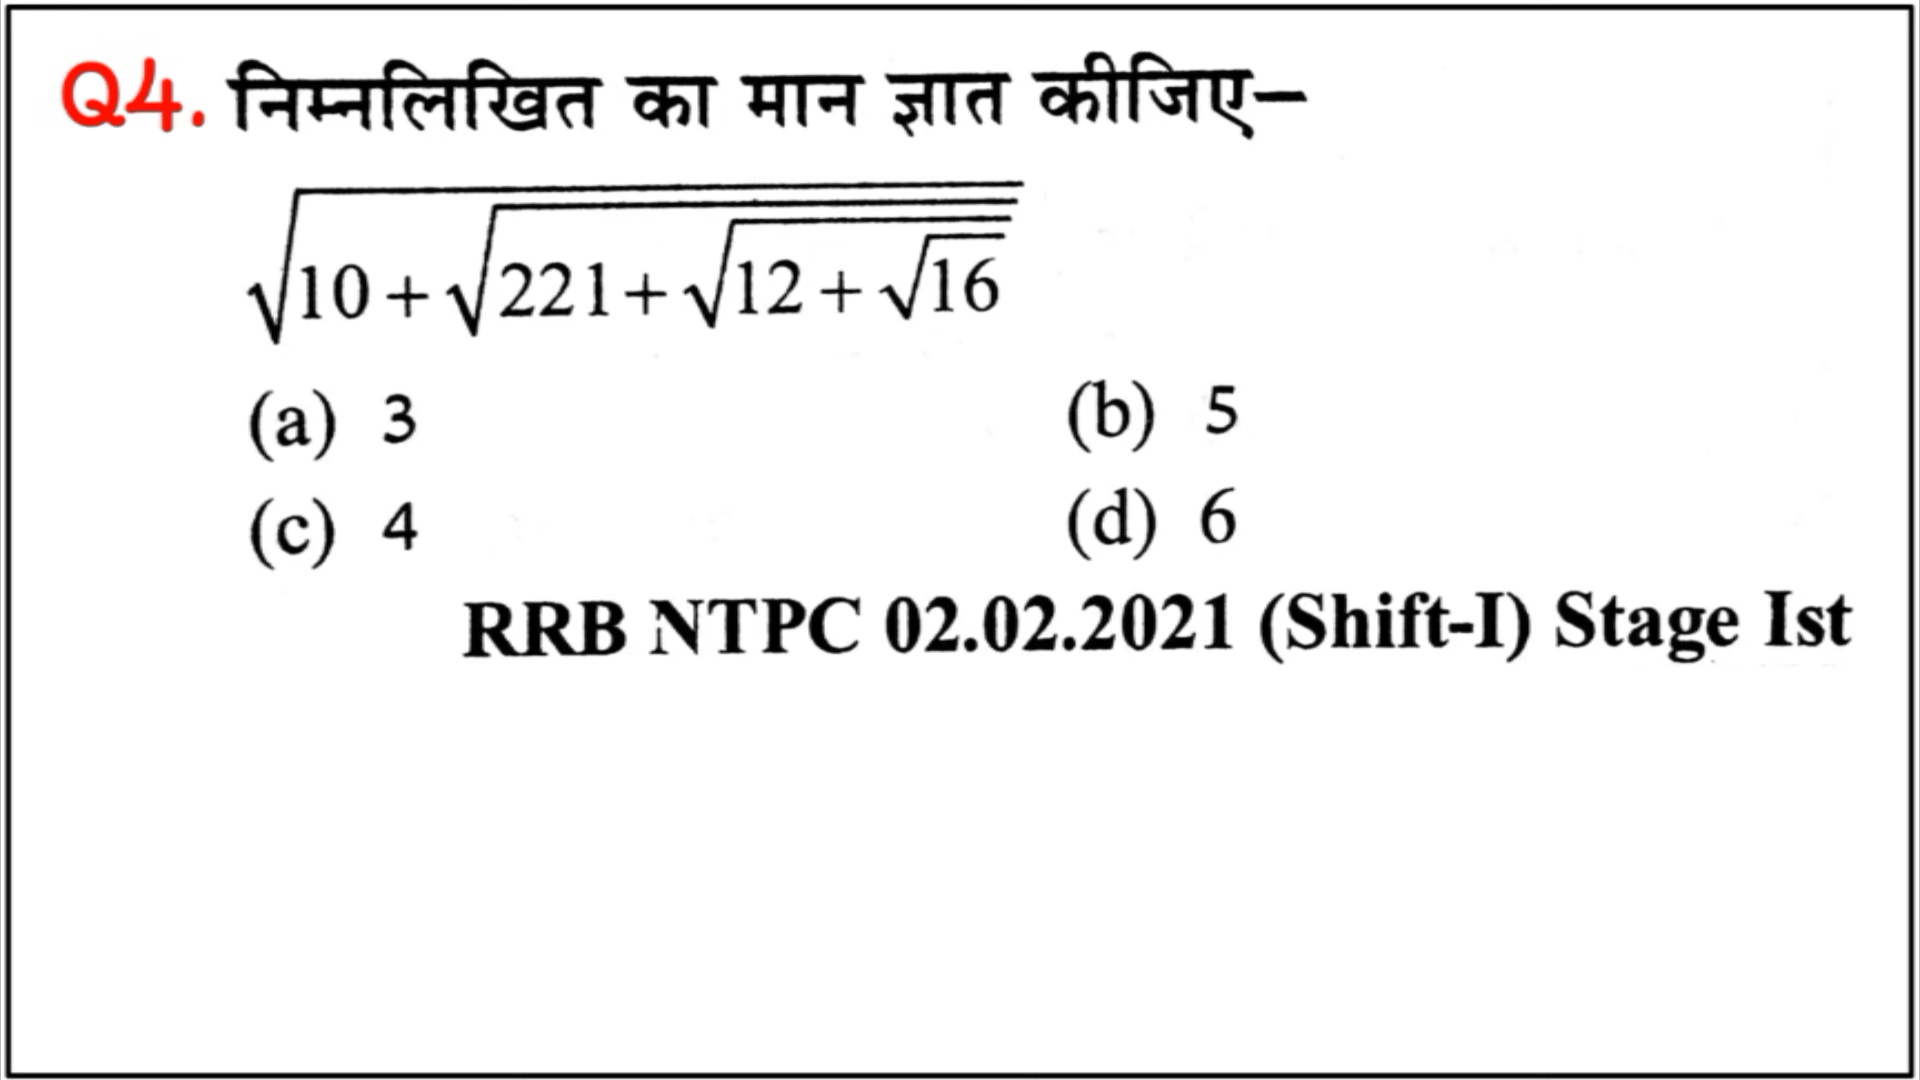 Q4. निम्नलिखित का मान ज्ञात कीजिए–
√10 + √221 + √12 + √16
(a) 3 (b) 5
(c) 4 (d) 6
RRB NTPC 02.02.2021 (Shift-I) Stage Ist